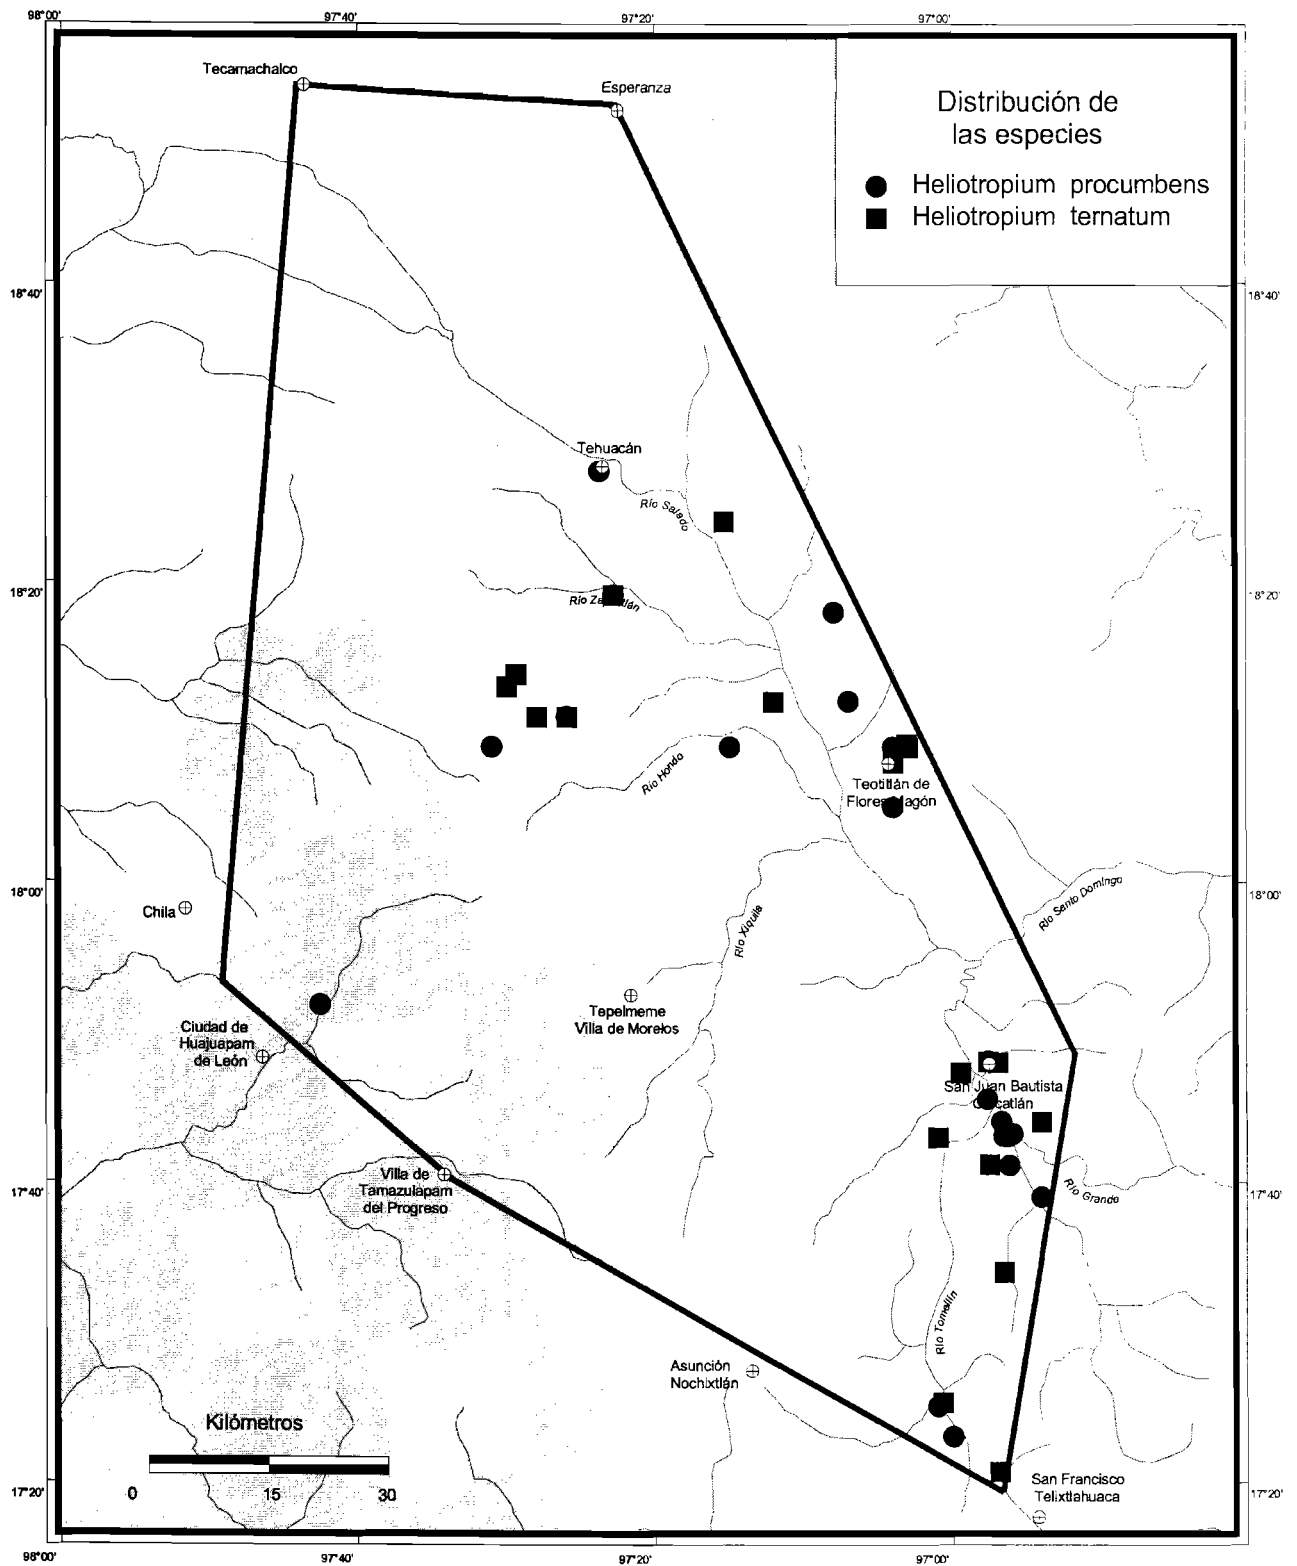 98°00'
97°40'
97°20'
97°00'
Tecamachalco
Esperanza
Distribución de
las especies
Heliotropium procumbens
Heliotropium ternatum
18°40'
18°40'
Tehuacán
Río Salado
18°20'
18°20'
Río
Río Hondo
Teotitlán de
18°00'
18°00'
Chila
Río Santo Domingo
Río Xiquila
Tepelmeme
Villa de Morelos
Ciudad de
Huajuapam
de León
San Juan Bautista
17°40'
17°40'
Villa de
Tamazulapam
del Progreso
Río Grande
Río Tomellín
Asunción
Nochixtlán
Kilómetros
0 15 30
San Francisco
Telixtlahuaca
17°20'
17°20'
98°00'
97°40'
97°20'
97°00'